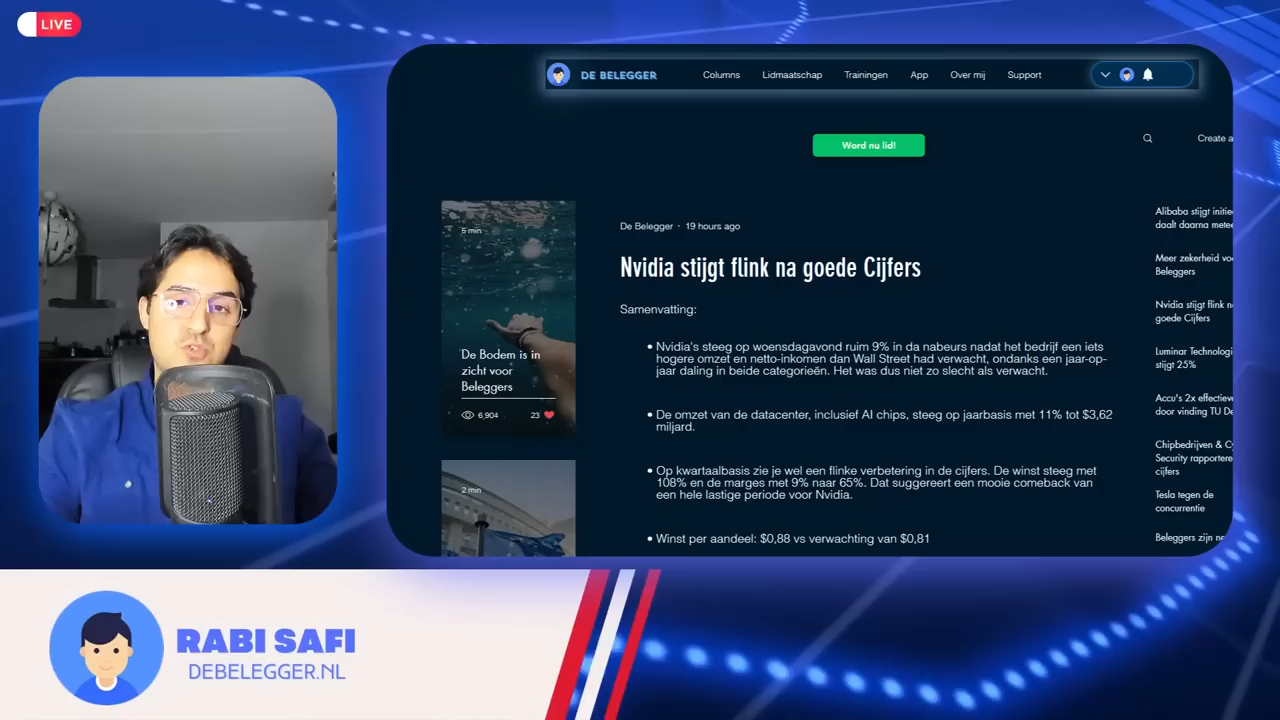 LIVE
DE BELEGGER
Columns
Lidmaatschap
Trainingen
App
Over mij
Support
Word nu lid!
Create a
5 min
De Bodem is in
zicht voor
Beleggers
6,904
23
2 min
De Belegger · 19 hours ago
Nvidia stijgt flink na goede Cijfers
Samenvatting:
• Nvidia's steeg op woensdagavond ruim 9% in da nabeurs nadat het bedrijf een iets
hogere omzet en netto-inkomen dan Wall Street had verwacht, ondanks een jaar-op-
jaar daling in beide categorieën. Het was dus niet zo slecht als verwacht.
• De omzet van de datacenter, inclusief AI chips, steeg op jaarbasis met 11% tot $3,62
miljard.
• Op kwartaalbasis zie je wel een flinke verbetering in de cijfers. De winst steeg met
108% en de marges met 9% naar 65%. Dat suggereert een mooie comeback van
een hele lastige periode voor Nvidia.
• Winst per aandeel: $0,88 vs verwachting van $0,81
Alibaba stijgt initie
daalt daarna mete
Meer zekerheid vo
Beleggers
Nvidia stijgt flink n
goede Cijfers
Luminar Technologi
stijgt 25%
Accu's 2x effectiev
door vinding TU De
Chipbedrijven & Cy
Security rapportere
cijfers
Tesla tegen de
concurrentie
Beleggers zijn ne
RABI SAFI
DEBELEGGER.NL